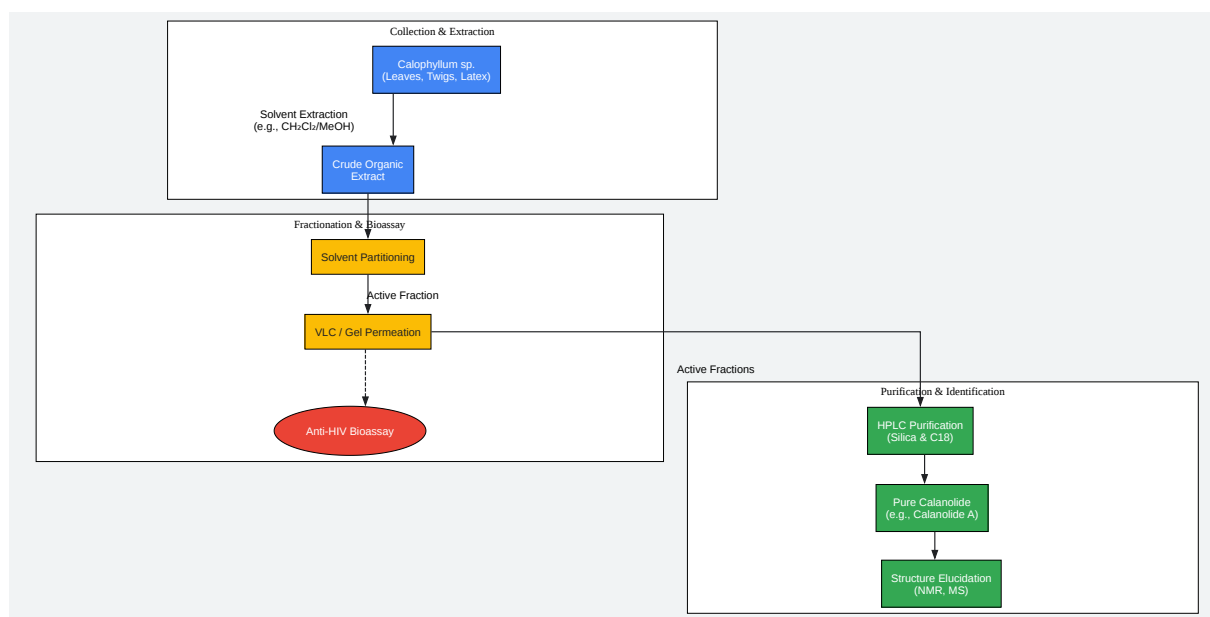 Collection & Extraction
Calophyllum sp.
(Leaves, Twigs, Latex)
Solvent Extraction
(e.g., CH₂Cl₂/MeOH)
Crude Organic
Extract
Fractionation & Bioassay
Solvent Partitioning
Active Fraction
VLC / Gel Permeation
Anti-HIV Bioassay
Active Fractions
Purification & Identification
HPLC Purification
(Silica & C18)
Pure Calanolide
(e.g., Calanolide A)
Structure Elucidation
(NMR, MS)